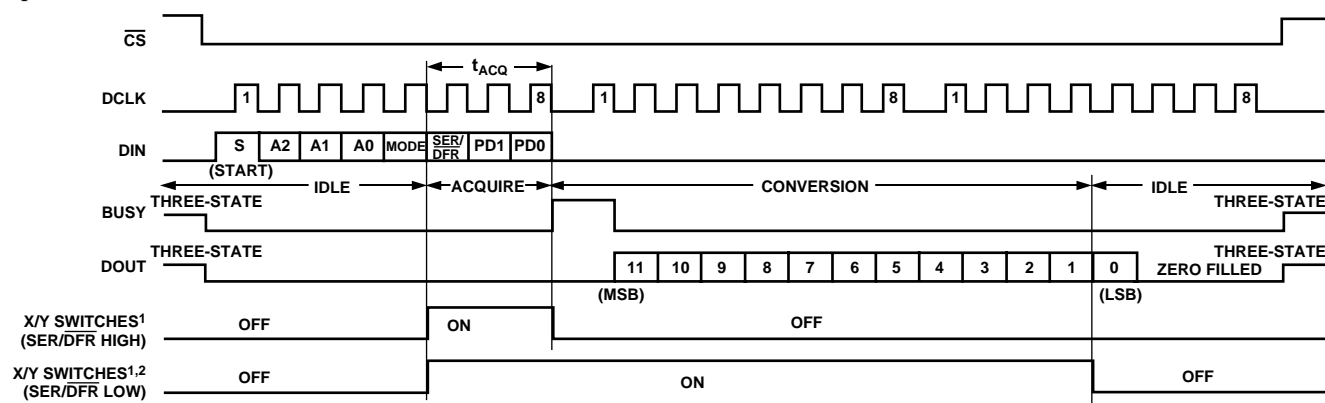 CS
tACQ
DCLK 1 8 1 8 1 8
DIN S A2 A1 A0 MODE SER/DFR PD1 PD0
(START)
IDLE ACQUIRE CONVERSION IDLE
BUSY THREE-STATE THREE-STATE
DOUT THREE-STATE 11 10 9 8 7 6 5 4 3 2 1 0 ZERO FILLED THREE-STATE
(MSB) (LSB)
X/Y SWITCHES1 OFF ON OFF
(SER/DFR HIGH)
X/Y SWITCHES1,2 OFF ON OFF
(SER/DFR LOW)